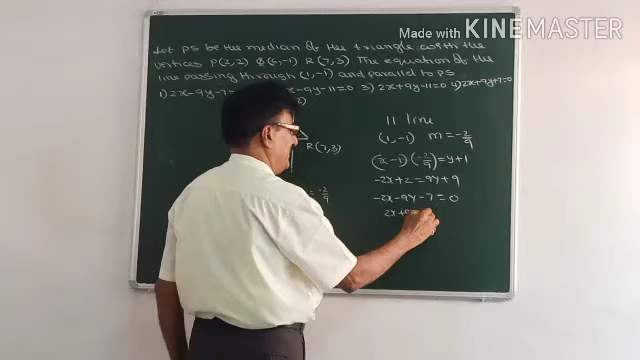 Made with KINEMASTER
Let PS be the median of the triangle with the
vertices P(2,2) Q(6,-1) R(7,3) The equation of the
line passing through (1,-1) and parallel to PS
1) 2x-9y-7= x-9y-11=0 3) 2x+9y-11=0 4) 2x+9y+7=0
R(7,3)
= -2/9
11 line
(1,-1) m = -2/9
(x-1)(-2/9) = y+1
-2x+2 = 9y+9
-2x-9y-7=0
2x+